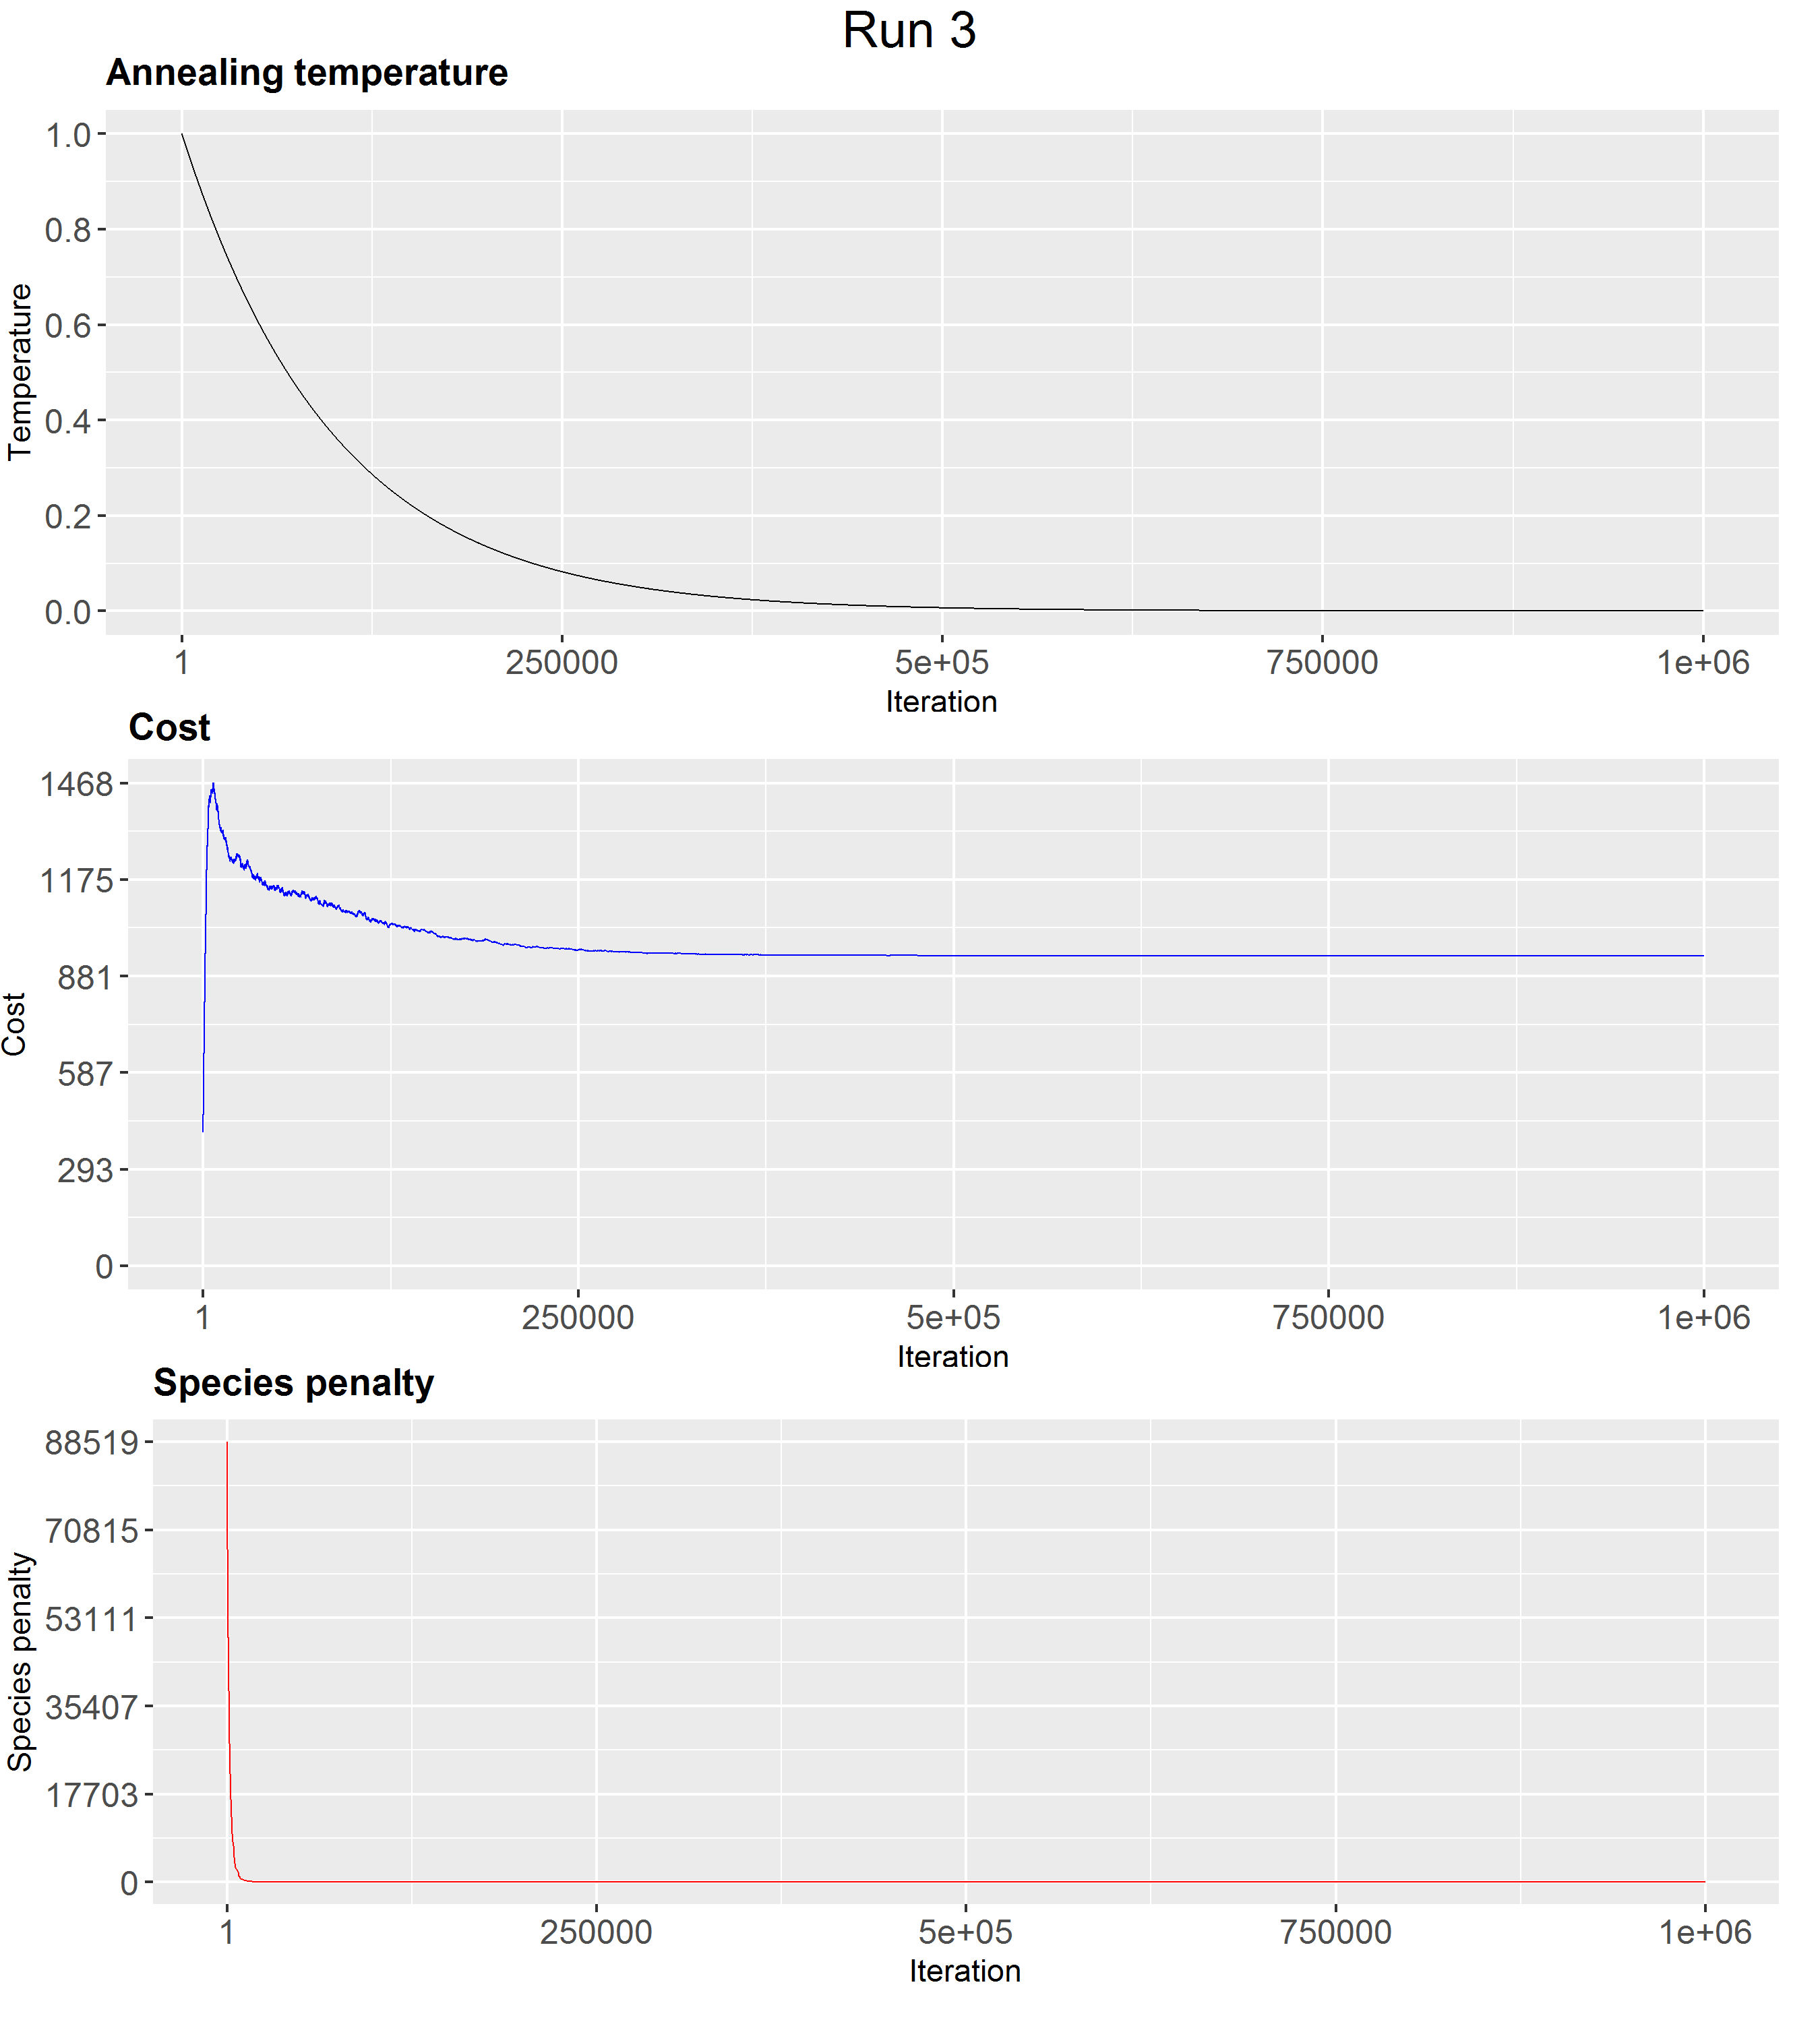 Run 3
Annealing temperature
Temperature
1.0
0.8
0.6
0.4
0.2
0.0
1 250000 5e+05 750000 1e+06
Iteration
Cost
Cost
1468
1175
881
587
293
0
1 250000 5e+05 750000 1e+06
Iteration
Species penalty
Species penalty
88519
70815
53111
35407
17703
0
1 250000 5e+05 750000 1e+06
Iteration